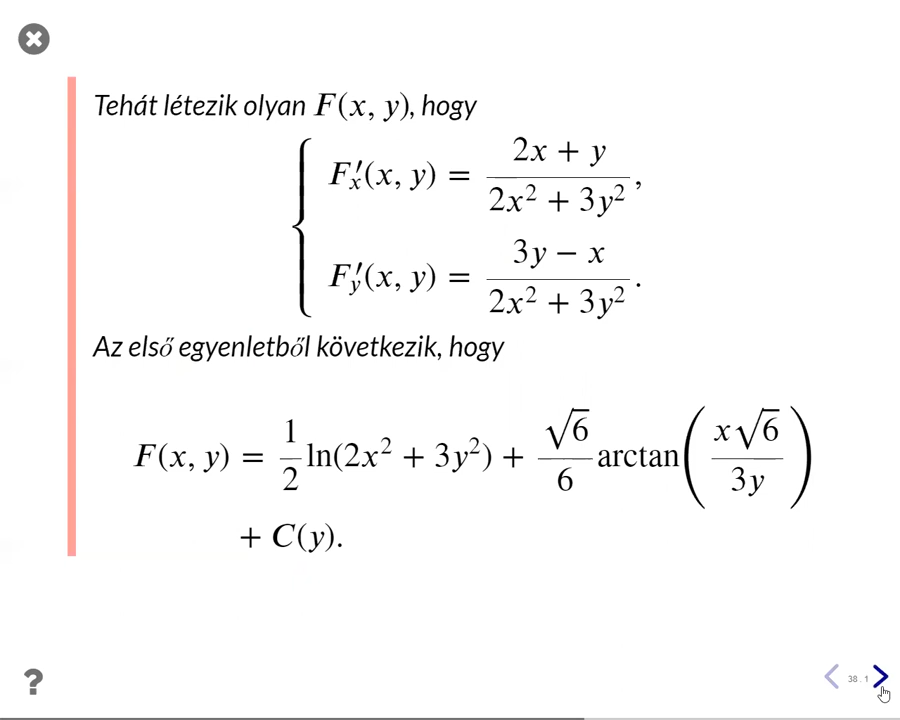 Tehát létezik olyan F(x, y), hogy
F′ₓ(x, y) = (2x + y)/(2x² + 3y²),
F′_y(x, y) = (3y − x)/(2x² + 3y²).
Az első egyenletből következik, hogy
F(x, y) = 1/2 ln(2x² + 3y²) + √6/6 arctan(x√6/3y)
+ C(y).
?
38 . 1